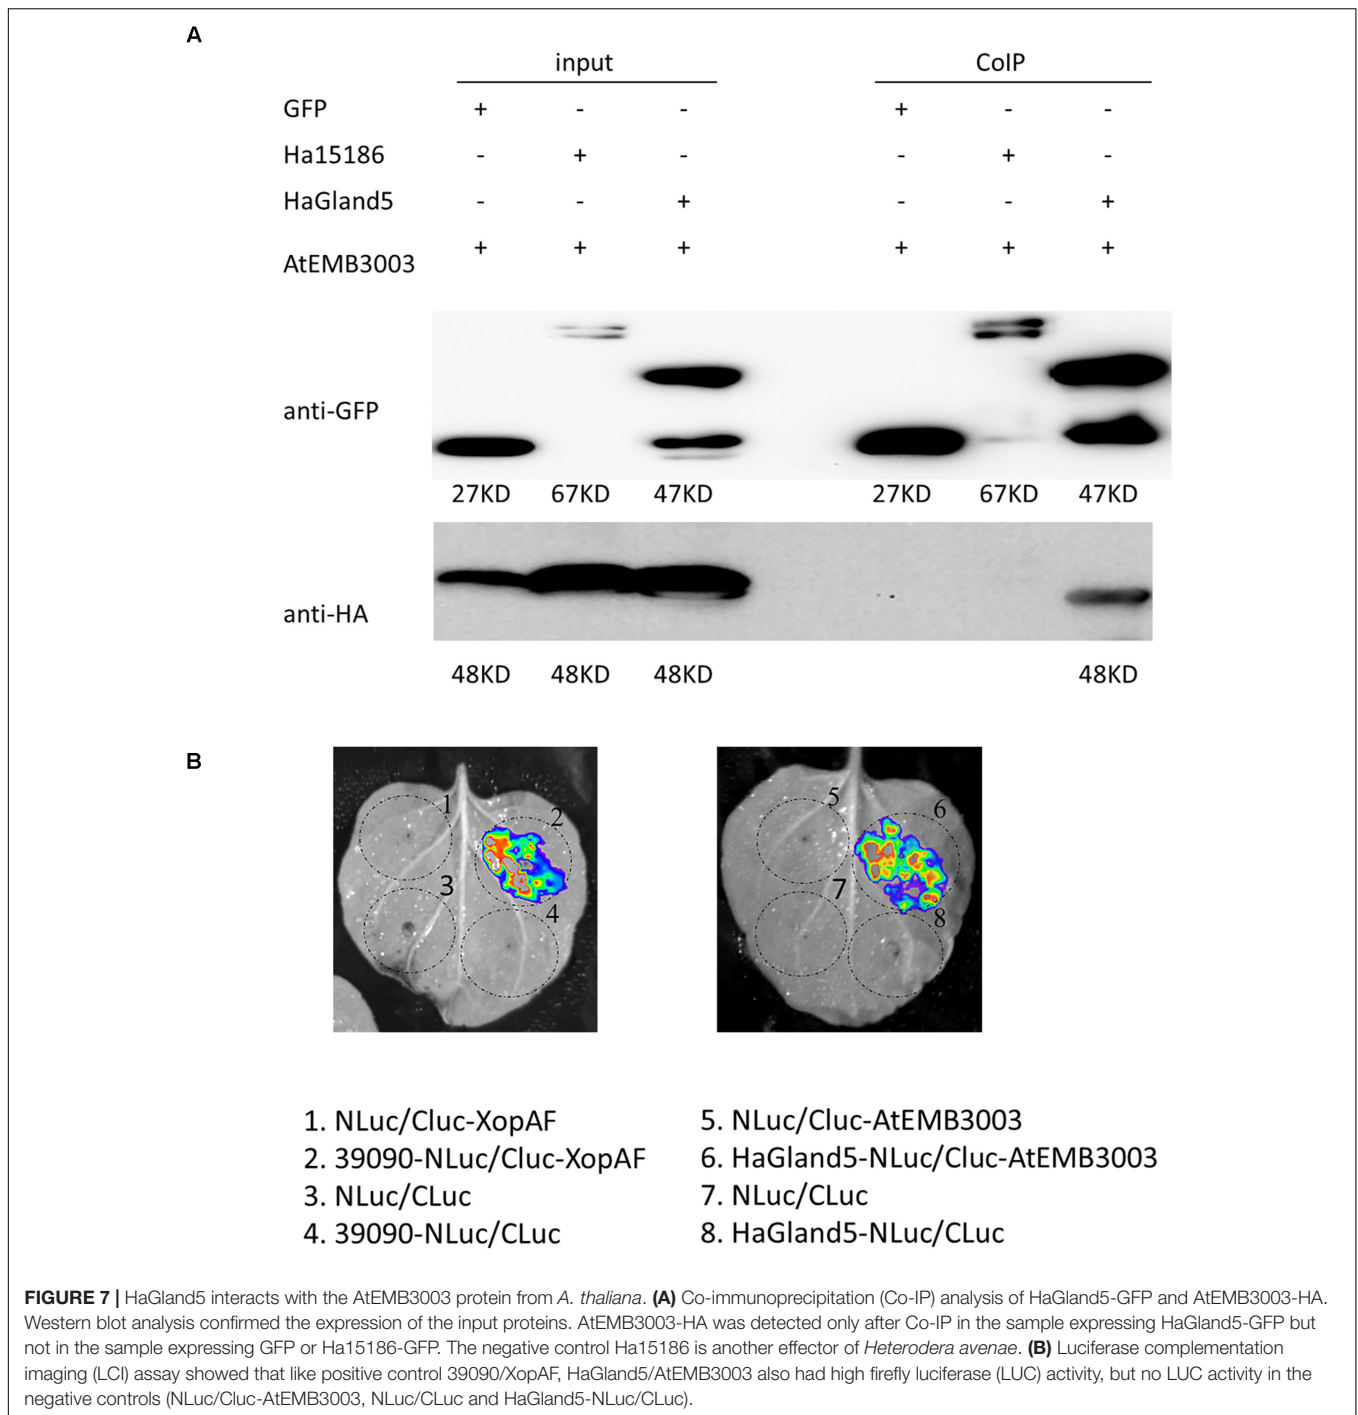 A
input CoIP
GFP + - - + - -
Ha15186 - + - - + -
HaGland5 - - + - - +
AtEMB3003 + + + + + +
anti-GFP
27KD 67KD 47KD 27KD 67KD 47KD
anti-HA
48KD 48KD 48KD 48KD
B
1 2 3 4
5 6 7 8
1. NLuc/Cluc-XopAF
2. 39090-NLuc/Cluc-XopAF
3. NLuc/CLuc
4. 39090-NLuc/CLuc
5. NLuc/Cluc-AtEMB3003
6. HaGland5-NLuc/Cluc-AtEMB3003
7. NLuc/CLuc
8. HaGland5-NLuc/CLuc
FIGURE 7 | HaGland5 interacts with the AtEMB3003 protein from A. thaliana. (A) Co-immunoprecipitation (Co-IP) analysis of HaGland5-GFP and AtEMB3003-HA.
Western blot analysis confirmed the expression of the input proteins. AtEMB3003-HA was detected only after Co-IP in the sample expressing HaGland5-GFP but
not in the sample expressing GFP or Ha15186-GFP. The negative control Ha15186 is another effector of Heterodera avenae. (B) Luciferase complementation
imaging (LCI) assay showed that like positive control 39090/XopAF, HaGland5/AtEMB3003 also had high firefly luciferase (LUC) activity, but no LUC activity in the
negative controls (NLuc/Cluc-AtEMB3003, NLuc/CLuc and HaGland5-NLuc/CLuc).